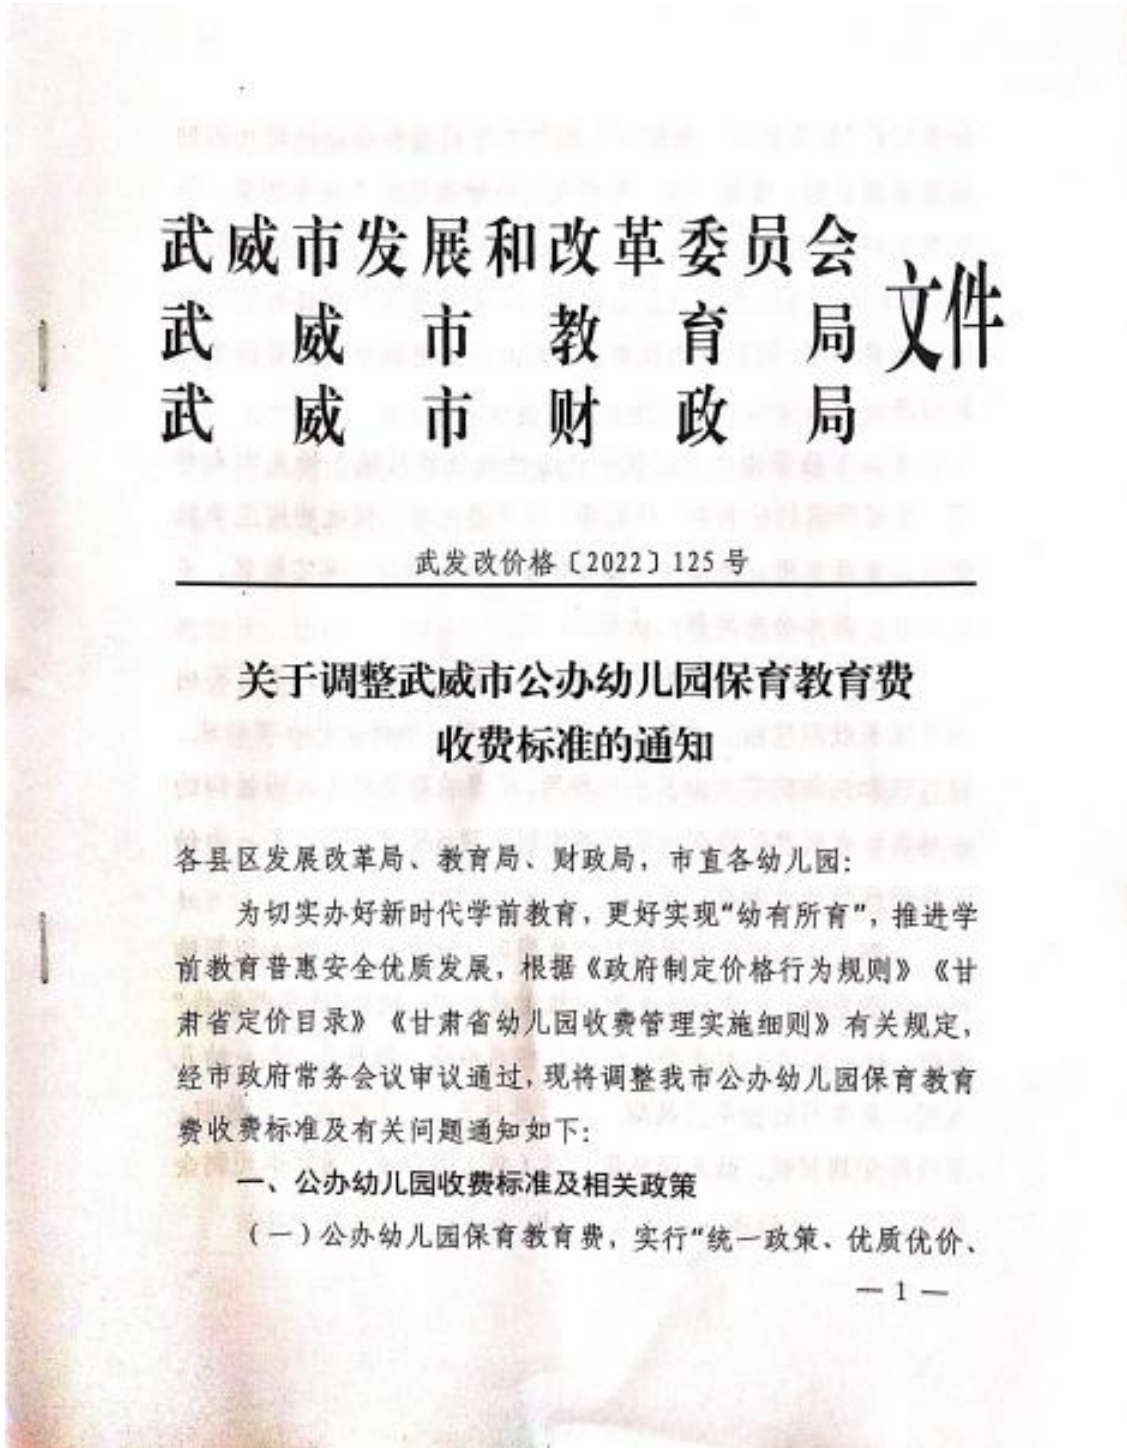 武威市发展和改革委员会
武威市教育局 文件
武威市财政局
武发改价格〔2022〕125号
关于调整武威市公办幼儿园保育教育费
收费标准的通知
各县区发展改革局、教育局、财政局，市直各幼儿园：
为切实办好新时代学前教育，更好实现“幼有所育”，推进学
前教育普惠安全优质发展，根据《政府制定价格行为规则》《甘
肃省定价目录》《甘肃省幼儿园收费管理实施细则》有关规定，
经市政府常务会议审议通过，现将调整我市公办幼儿园保育教育
费收费标准及有关问题通知如下：
一、公办幼儿园收费标准及相关政策
（一）公办幼儿园保育教育费，实行“统一政策、优质优价、
— 1 —